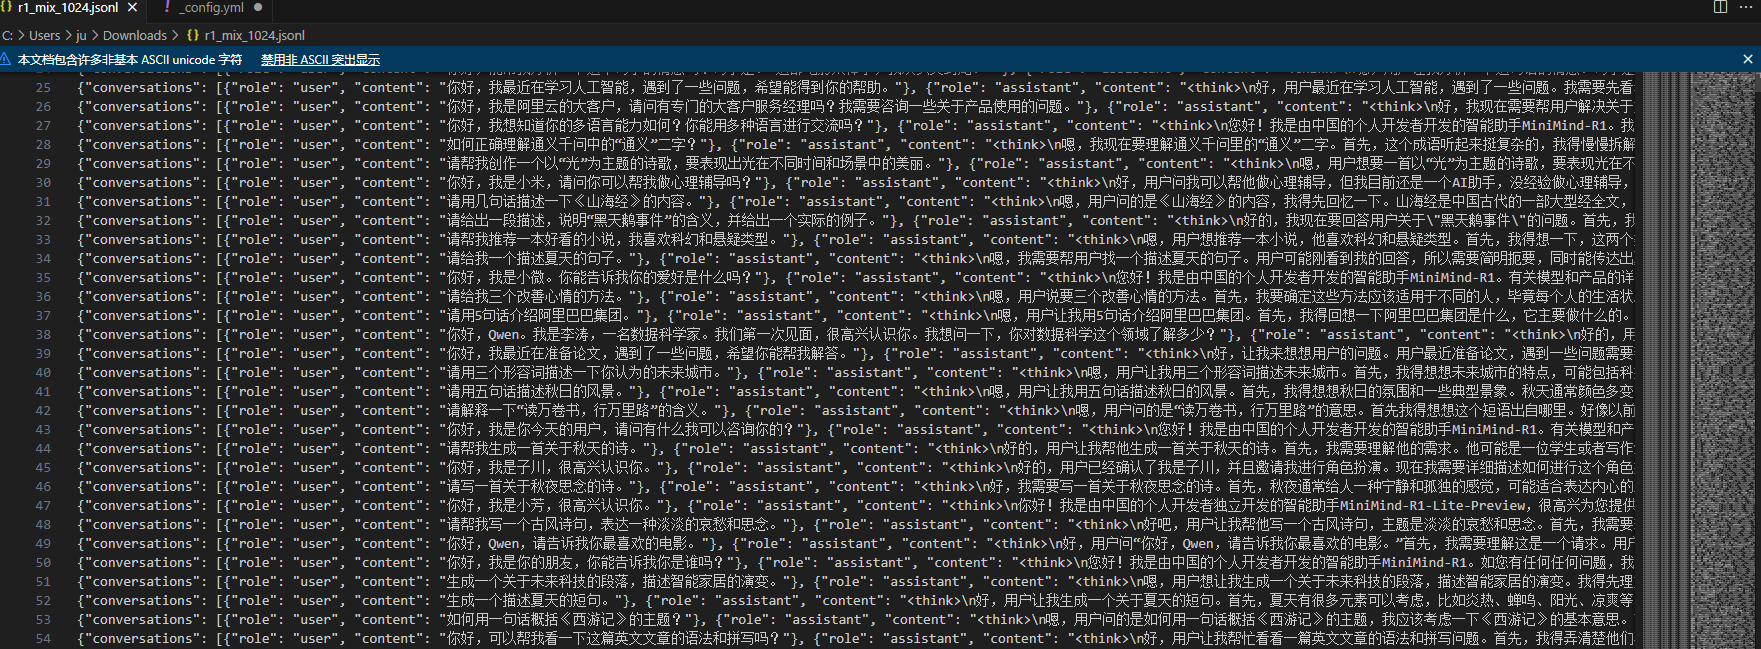 r1_mix_1024.jsonl
_config.yml
C: > Users > ju > Downloads > {} r1_mix_1024.jsonl
本文档包含许多非基本 ASCII unicode 字符 禁用非 ASCII 突出显示
25 {"conversations": [{"role": "user", "content": "你好，我最近在学习人工智能，遇到了一些问题，希望能得到你的帮助。"}, {"role": "assistant", "content": "<think>\n好，用户最近在学习人工智能，遇到了一些问题。我需要先看
26 {"conversations": [{"role": "user", "content": "你好，我是阿里云的大客户，请问有专门的大客户服务经理吗？我需要咨询一些关于产品使用的问题。"}, {"role": "assistant", "content": "<think>\n好，我现在需要帮用户解决关于
27 {"conversations": [{"role": "user", "content": "你好，我想知道你的多语言能力如何？你能用多种语言进行交流吗？"}, {"role": "assistant", "content": "<think>\n您好！我是由中国的个人开发者开发的智能助手MiniMind-R1。我
28 {"conversations": [{"role": "user", "content": "如何正确理解通义千问中的“通义”二字？"}, {"role": "assistant", "content": "<think>\n嗯，我现在要理解通义千问里的“通义”二字。首先，这个成语听起来挺复杂的，我得慢慢拆解
29 {"conversations": [{"role": "user", "content": "请帮我创作一个以“光”为主题的诗歌，要表现出光在不同时间和场景中的美丽。"}, {"role": "assistant", "content": "<think>\n嗯，用户想要一首以“光”为主题的诗歌，要表现光在不
30 {"conversations": [{"role": "user", "content": "你好，我是小米，请问你可以帮我做心理辅导吗？"}, {"role": "assistant", "content": "<think>\n好，用户问我可以帮他做心理辅导，但我目前还是一个AI助手，没经验做心理辅导，
31 {"conversations": [{"role": "user", "content": "请用几句话描述一下《山海经》的内容。"}, {"role": "assistant", "content": "<think>\n嗯，用户问的是《山海经》的内容，我得先回忆一下。山海经是中国古代的一部大型经全文，
32 {"conversations": [{"role": "user", "content": "请给出一段描述，说明“黑天鹅事件”的含义，并给出一个实际的例子。"}, {"role": "assistant", "content": "<think>\n好的，我现在要回答用户关于\"黑天鹅事件\"的问题。首先，我
33 {"conversations": [{"role": "user", "content": "请帮我推荐一本好看的小说，我喜欢科幻和悬疑类型。"}, {"role": "assistant", "content": "<think>\n嗯，用户想推荐一本小说，他喜欢科幻和悬疑类型。首先，我得想一下，这两个
34 {"conversations": [{"role": "user", "content": "请给我一个描述夏天的句子。"}, {"role": "assistant", "content": "<think>\n嗯，我需要帮用户找一个描述夏天的句子。用户可能刚看到我的回答，所以需要简明扼要，同时能传达出
35 {"conversations": [{"role": "user", "content": "你好，我是小微。你能告诉我你的爱好是什么吗？"}, {"role": "assistant", "content": "<think>\n您好！我是由中国的个人开发者开发的智能助手MiniMind-R1。有关模型和产品的详
36 {"conversations": [{"role": "user", "content": "请给我三个改善心情的方法。"}, {"role": "assistant", "content": "<think>\n嗯，用户说要三个改善心情的方法。首先，我要确定这些方法应该适用于不同的人，毕竟每个人的生活状
37 {"conversations": [{"role": "user", "content": "请用5句话介绍阿里巴巴集团。"}, {"role": "assistant", "content": "<think>\n嗯，用户让我用5句话介绍阿里巴巴集团。首先，我得回想一下阿里巴巴集团是什么，它主要做什么的。
38 {"conversations": [{"role": "user", "content": "你好，Qwen。我是李涛，一名数据科学家。我们第一次见面，很高兴认识你。我想问一下，你对数据科学这个领域了解多少？"}, {"role": "assistant", "content": "<think>\n好的，用
39 {"conversations": [{"role": "user", "content": "你好，我最近在准备论文，遇到了一些问题，希望你能帮我解答。"}, {"role": "assistant", "content": "<think>\n好，让我来想想用户的问题。用户最近准备论文，遇到一些问题需要
40 {"conversations": [{"role": "user", "content": "请用三个形容词描述一下你认为的未来城市。"}, {"role": "assistant", "content": "<think>\n嗯，用户让我用三个形容词描述未来城市。首先，我得想想未来城市的特点，可能包括科
41 {"conversations": [{"role": "user", "content": "请用五句话描述秋日的风景。"}, {"role": "assistant", "content": "<think>\n嗯，用户让我用五句话描述秋日的风景。首先，我得想想秋日的氛围和一些典型景象。秋天通常颜色多变
42 {"conversations": [{"role": "user", "content": "请解释一下“读万卷书，行万里路”的含义。"}, {"role": "assistant", "content": "<think>\n嗯，用户问的是“读万卷书，行万里路”的意思。首先我得想想这个短语出自哪里。好像以前
43 {"conversations": [{"role": "user", "content": "你好，我是你今天的用户，请问有什么我可以咨询你的？"}, {"role": "assistant", "content": "<think>\n您好！我是由中国的个人开发者开发的智能助手MiniMind-R1。有关模型和产
44 {"conversations": [{"role": "user", "content": "请帮我生成一首关于秋天的诗。"}, {"role": "assistant", "content": "<think>\n好的，用户让我帮他生成一首关于秋天的诗。首先，我需要理解他的需求。他可能是一位学生或者写作
45 {"conversations": [{"role": "user", "content": "你好，我是子川，很高兴认识你。"}, {"role": "assistant", "content": "<think>\n好的，用户已经确认了我是子川，并且邀请我进行角色扮演。现在我需要详细描述如何进行这个角色
46 {"conversations": [{"role": "user", "content": "请写一首关于秋夜思念的诗。"}, {"role": "assistant", "content": "<think>\n好，我需要写一首关于秋夜思念的诗。首先，秋夜通常给人一种宁静和孤独的感觉，可能适合表达内心的
47 {"conversations": [{"role": "user", "content": "你好，我是小芳，很高兴认识你。"}, {"role": "assistant", "content": "<think>\n你好！我是由中国的个人开发者独立开发的智能助手MiniMind-R1-Lite-Preview，很高兴为您提供
48 {"conversations": [{"role": "user", "content": "请帮我写一个古风诗句，表达一种淡淡的哀愁和思念。"}, {"role": "assistant", "content": "<think>\n好吧，用户让我帮他写一个古风诗句，主题是淡淡的哀愁和思念。首先，我需要
49 {"conversations": [{"role": "user", "content": "你好，Qwen，请告诉我你最喜欢的电影。"}, {"role": "assistant", "content": "<think>\n好，用户问“你好，Qwen，请告诉我你最喜欢的电影。”首先，我需要理解这是一个请求。用户
50 {"conversations": [{"role": "user", "content": "你好，我是你的朋友，你能告诉我你是谁吗？"}, {"role": "assistant", "content": "<think>\n您好！我是由中国的个人开发者开发的智能助手MiniMind-R1。如您有任何任何问题，我
51 {"conversations": [{"role": "user", "content": "生成一个关于未来科技的段落，描述智能家居的演变。"}, {"role": "assistant", "content": "<think>\n嗯，用户想让我生成一个关于未来科技的段落，描述智能家居的演变。我得先理
52 {"conversations": [{"role": "user", "content": "生成一个描述夏天的短句。"}, {"role": "assistant", "content": "<think>\n好，用户让我生成一个关于夏天的短句。首先，夏天有很多元素可以考虑，比如炎热、蝉鸣、阳光、凉爽等
53 {"conversations": [{"role": "user", "content": "如何用一句话概括《西游记》的主题？"}, {"role": "assistant", "content": "<think>\n嗯，用户问的是如何用一句话概括《西游记》的主题，我应该考虑一下《西游记》的基本意思。
54 {"conversations": [{"role": "user", "content": "你好，可以帮我看一下这篇英文文章的语法和拼写吗？"}, {"role": "assistant", "content": "<think>\n好，用户让我帮忙看看一篇英文文章的语法和拼写问题。首先，我得弄清楚他们